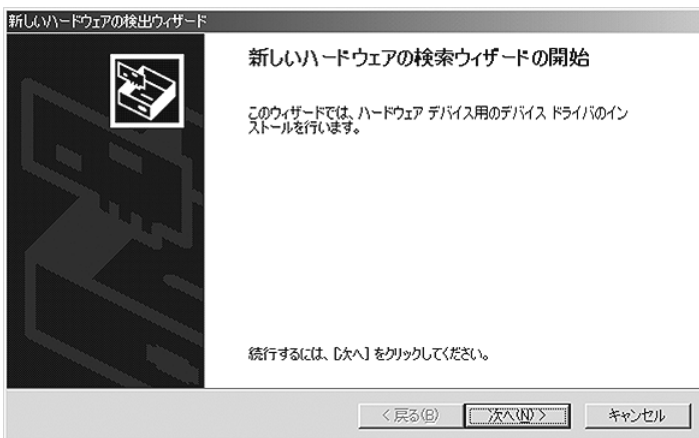 新しいハードウェアの検出ウィザード
新しいハードウェアの検索ウィザードの開始
このウィザードでは、ハードウェア デバイス用のデバイス ドライバのイン
ストールを行います。
続行するには、[次へ] をクリックしてください。
< 戻る(B)
次へ(N) >
キャンセル